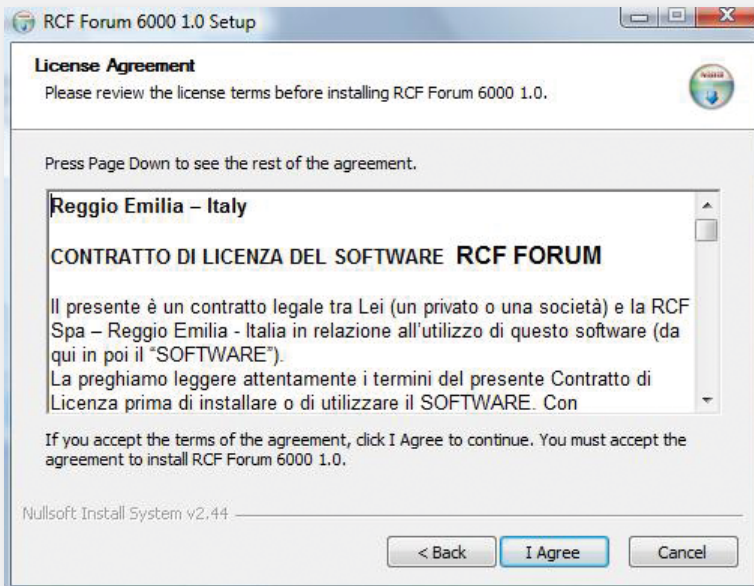 RCF Forum 6000 1.0 Setup
License Agreement
Please review the license terms before installing RCF Forum 6000 1.0.
Press Page Down to see the rest of the agreement.
Reggio Emilia – Italy
CONTRATTO DI LICENZA DEL SOFTWARE RCF FORUM
Il presente è un contratto legale tra Lei (un privato o una società) e la RCF
Spa – Reggio Emilia - Italia in relazione all'utilizzo di questo software (da
qui in poi il “SOFTWARE”).
La preghiamo leggere attentamente i termini del presente Contratto di
Licenza prima di installare o di utilizzare il SOFTWARE. Con
If you accept the terms of the agreement, click I Agree to continue. You must accept the
agreement to install RCF Forum 6000 1.0.
Nullsoft Install System v2.44
< Back I Agree Cancel